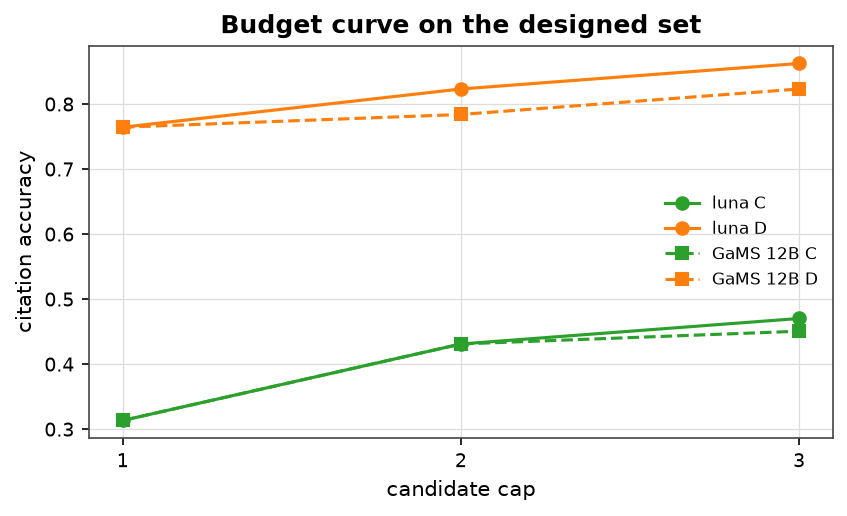 Budget curve on the designed set
citation accuracy
0.8
0.7
0.6
0.5
0.4
0.3
luna C
luna D
GaMS 12B C
GaMS 12B D
1 2 3
candidate cap